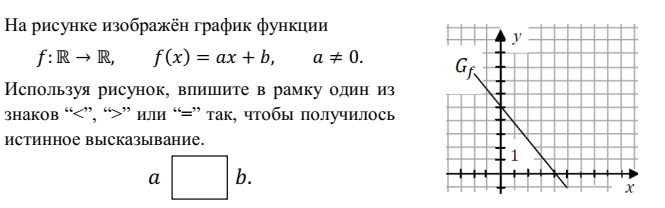 На рисунке изображён график функции
f: ℝ → ℝ,  f(x) = ax + b,  a ≠ 0.
Используя рисунок, впишите в рамку один из
знаков “<”, “>” или “=” так, чтобы получилось
истинное высказывание.
a □ b.
y
G_f
1
x